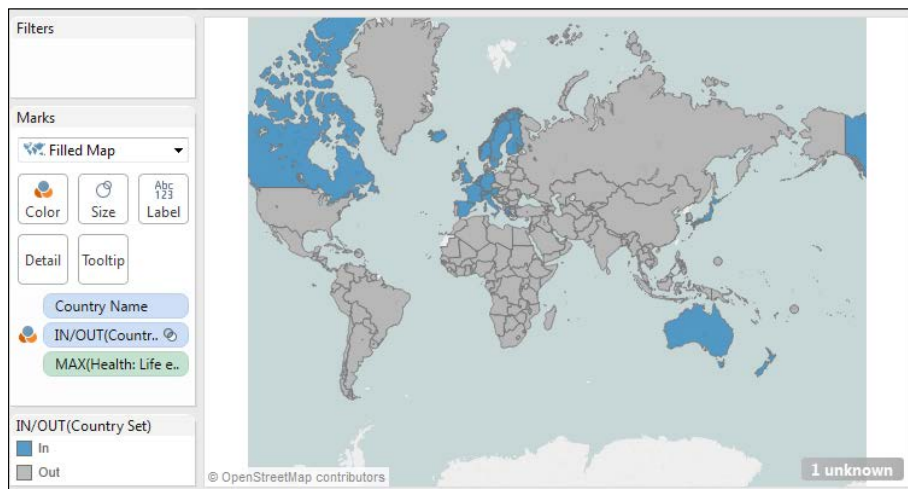 Filters
Marks
Filled Map
Color
Size
Abc
123
Label
Detail
Tooltip
Country Name
IN/OUT(Countr..
MAX(Health: Life e..
IN/OUT(Country Set)
In
Out
© OpenStreetMap contributors
1 unknown